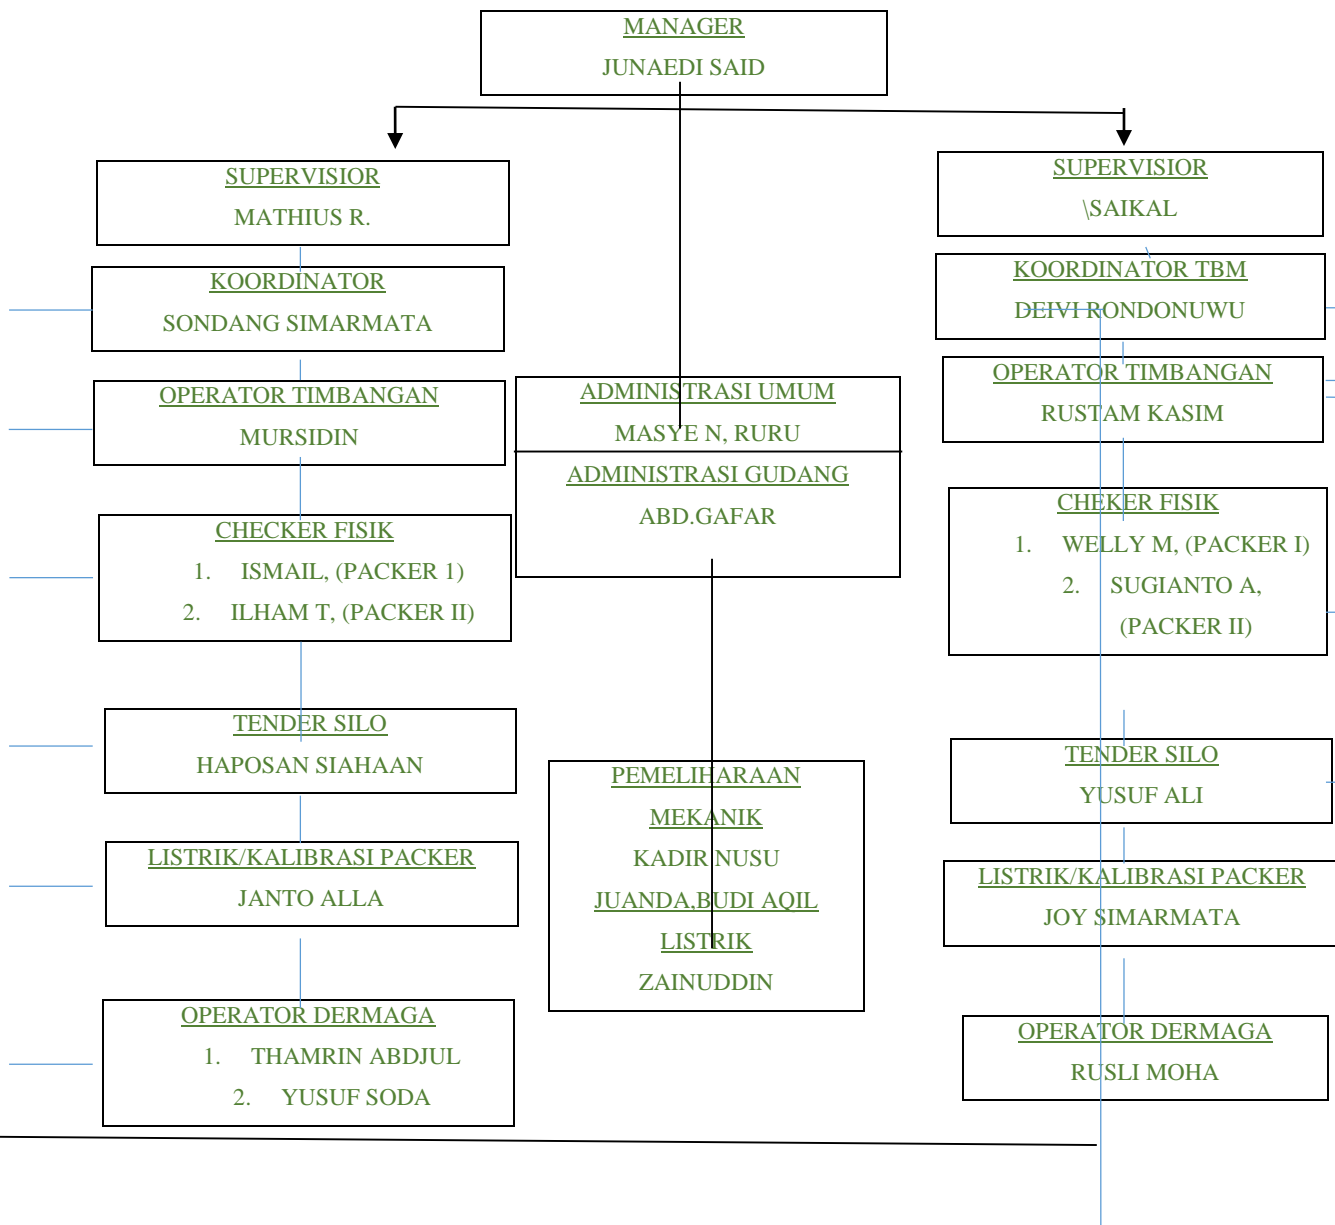 MANAGER
JUNAEDI SAID
SUPERVISIOR
MATHIUS R.
KOORDINATOR
SONDANG SIMARMATA
OPERATOR TIMBANGAN
MURSIDIN
CHECKER FISIK
1. ISMAIL, (PACKER 1)
2. ILHAM T, (PACKER II)
TENDER SILO
HAPOSAN SIAHAAN
LISTRIK/KALIBRASI PACKER
JANTO ALLA
OPERATOR DERMAGA
1. THAMRIN ABDJUL
2. YUSUF SODA
ADMINISTRASI UMUM
MASYE N, RURU
ADMINISTRASI GUDANG
ABD.GAFAR
PEMELIHARAAN
MEKANIK
KADIR NUSU
JUANDA,BUDI AQIL
LISTRIK
ZAINUDDIN
SUPERVISIOR
\SAIKAL
KOORDINATOR TBM
DEIVI RONDONUWU
OPERATOR TIMBANGAN
RUSTAM KASIM
CHEKER FISIK
1. WELLY M, (PACKER I)
2. SUGIANTO A,
(PACKER II)
TENDER SILO
YUSUF ALI
LISTRIK/KALIBRASI PACKER
JOY SIMARMATA
OPERATOR DERMAGA
RUSLI MOHA